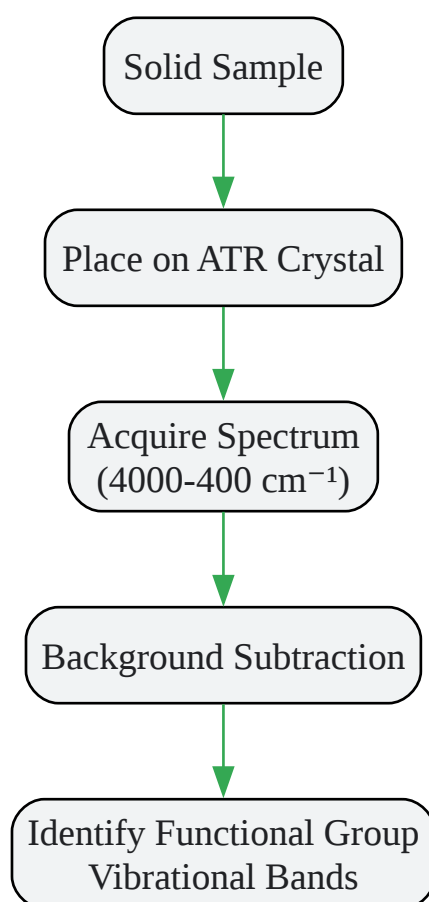 Solid Sample
Place on ATR Crystal
Acquire Spectrum
(4000-400 cm⁻¹)
Background Subtraction
Identify Functional Group
Vibrational Bands